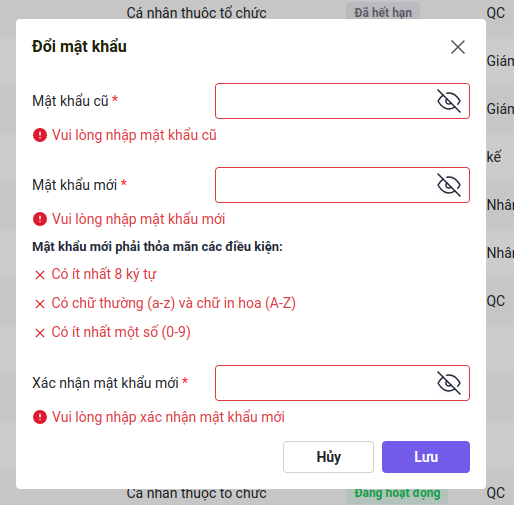 Cá nhân thuộc tổ chức Đã hết hạn QC
Đổi mật khẩu
Giám
Mật khẩu cũ *
Giám
Vui lòng nhập mật khẩu cũ
kế
Mật khẩu mới *
Nhân
Vui lòng nhập mật khẩu mới
Mật khẩu mới phải thỏa mãn các điều kiện:
Nhân
Có ít nhất 8 ký tự
Có chữ thường (a-z) và chữ in hoa (A-Z)
QC
Có ít nhất một số (0-9)
Xác nhận mật khẩu mới *
Vui lòng nhập xác nhận mật khẩu mới
Hủy Lưu
Cá nhân thuộc tổ chức Đang hoạt động QC